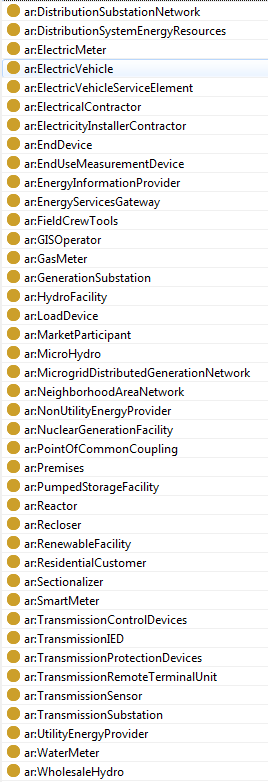 ar:DistributionSubstationNetwork
ar:DistributionSystemEnergyResources
ar:ElectricMeter
ar:ElectricVehicle
ar:ElectricVehicleServiceElement
ar:ElectricalContractor
ar:ElectricityInstallerContractor
ar:EndDevice
ar:EndUseMeasurementDevice
ar:EnergyInformationProvider
ar:EnergyServicesGateway
ar:FieldCrewTools
ar:GISOperator
ar:GasMeter
ar:GenerationSubstation
ar:HydroFacility
ar:LoadDevice
ar:MarketParticipant
ar:MicroHydro
ar:MicrogridDistributedGenerationNetwork
ar:NeighborhoodAreaNetwork
ar:NonUtilityEnergyProvider
ar:NuclearGenerationFacility
ar:PointOfCommonCoupling
ar:Premises
ar:PumpedStorageFacility
ar:Reactor
ar:Recloser
ar:RenewableFacility
ar:ResidentialCustomer
ar:Sectionalizer
ar:SmartMeter
ar:TransmissionControlDevices
ar:TransmissionIED
ar:TransmissionProtectionDevices
ar:TransmissionRemoteTerminalUnit
ar:TransmissionSensor
ar:TransmissionSubstation
ar:UtilityEnergyProvider
ar:WaterMeter
ar:WholesaleHydro